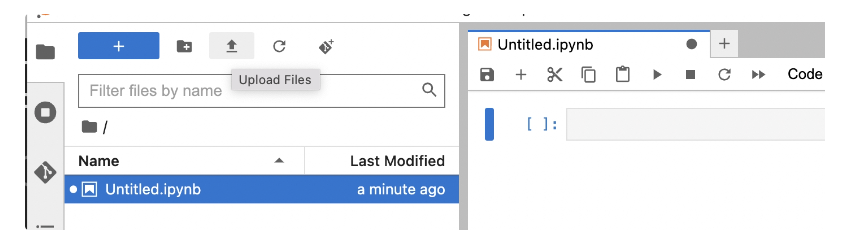 Untitled.ipynb
Upload Files
Code
Filter files by name
/
[ ]:
Name Last Modified
Untitled.ipynb a minute ago